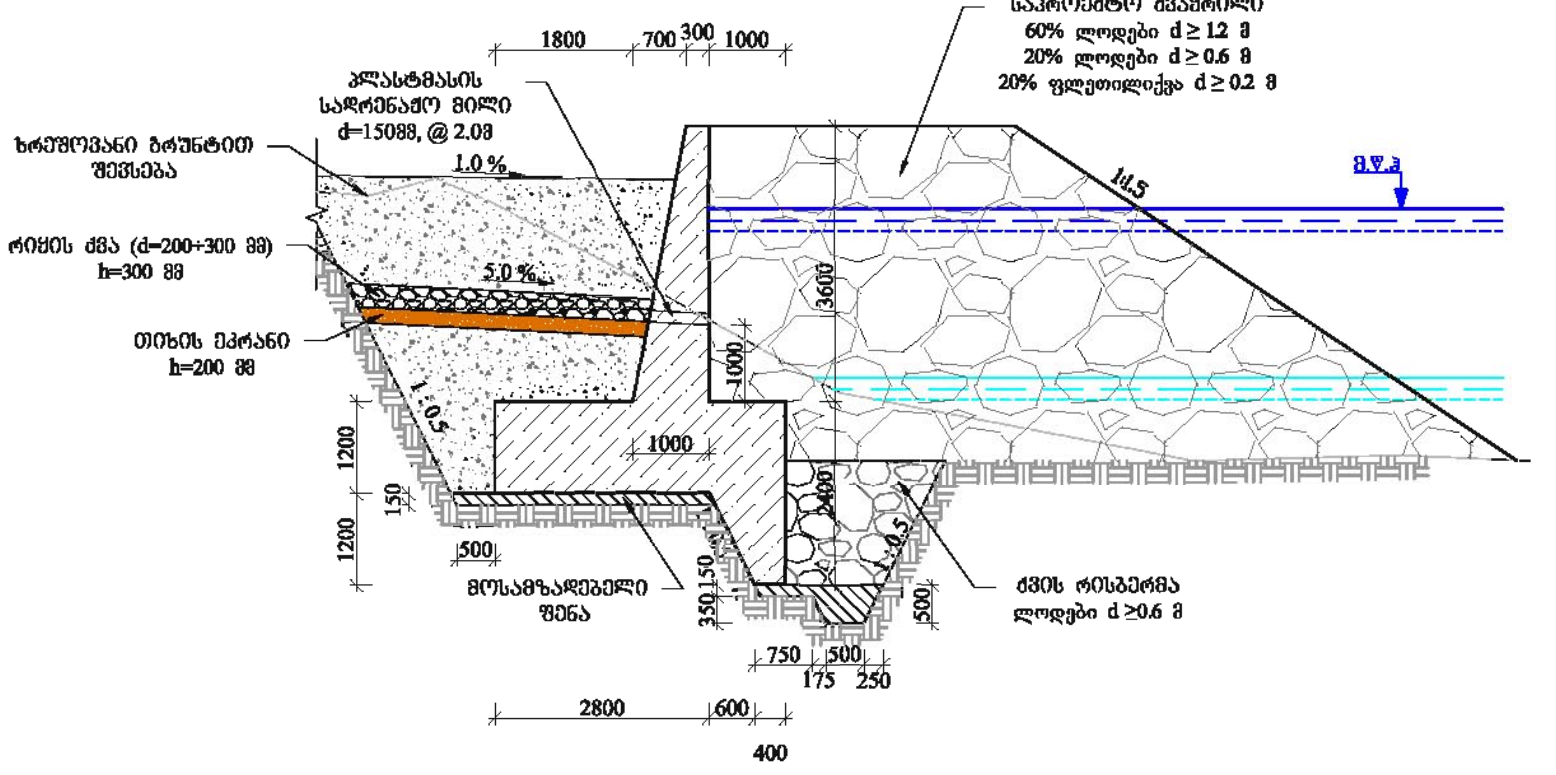 საპროექტო ქვაყრილი
60% ლოდები d ≥ 1.2 მ
20% ლოდები d ≥ 0.6 მ
20% ფლეთილიქვა d ≥ 0.2 მ
1800
700
300
1000
პლასტმასის
სადრენაჟო მილი
d=150მმ, @ 2.0მ
ხრეშოვანი გრუნტით
შევსება
1.0 %
1:1.5
მ.წ.კ
რიყის ქვა (d=200÷300 მმ)
h=300 მმ
5.0 %
3600
თიხის ეკრანი
h=200 მმ
1000
1 : 0.5
1200
1000
150
2400
1 : 0.5
1200
500
მოსამზადებელი
ფენა
150
350
500
ქვის რისბერმა
ლოდები d ≥0.6 მ
750
500
175
250
2800
600
400